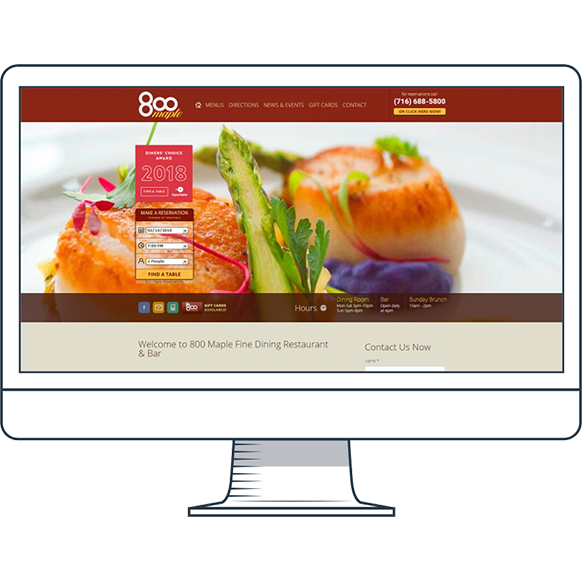 800
maple
MENUS DIRECTIONS NEWS & EVENTS GIFT CARDS CONTACT
for reservations call
(716) 688-5800
OR CLICK HERE NOW!
DINERS' CHOICE
AWARD
2018
FIND A TABLE
OpenTable
MAKE A RESERVATION
POWERED BY OPENTABLE
02/14/2018
7:00 PM
2 People
FIND A TABLE
f
800
GIFT CARDS
AVAILABLE!
Hours
Dining Room
Mon-Sat 5pm-10pm
Sun 5pm-9pm
Bar
Open daily
at 4pm
Sunday Brunch
10am - 2pm
Welcome to 800 Maple Fine Dining Restaurant
& Bar
Contact Us Now
Name *